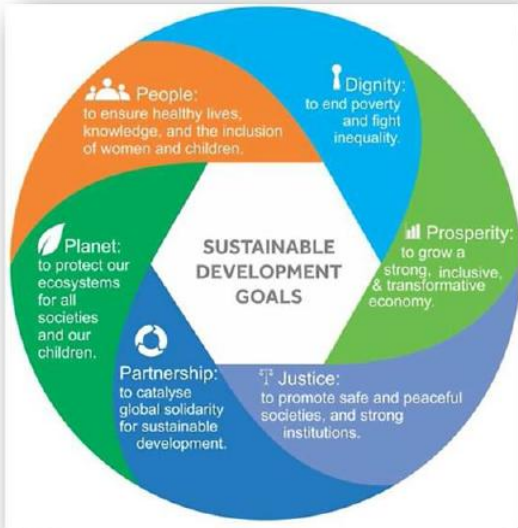 Dignity:
to end poverty
and fight
inequality.
Prosperity:
to grow a
strong, inclusive,
& transformative
economy.
Justice:
to promote safe and peaceful
societies, and strong
institutions.
Partnership:
to catalyse
global solidarity
for sustainable
development.
Planet:
to protect our
ecosystems
for all
societies
and our
children.
People:
to ensure healthy lives,
knowledge, and the inclusion
of women and children.
SUSTAINABLE
DEVELOPMENT
GOALS